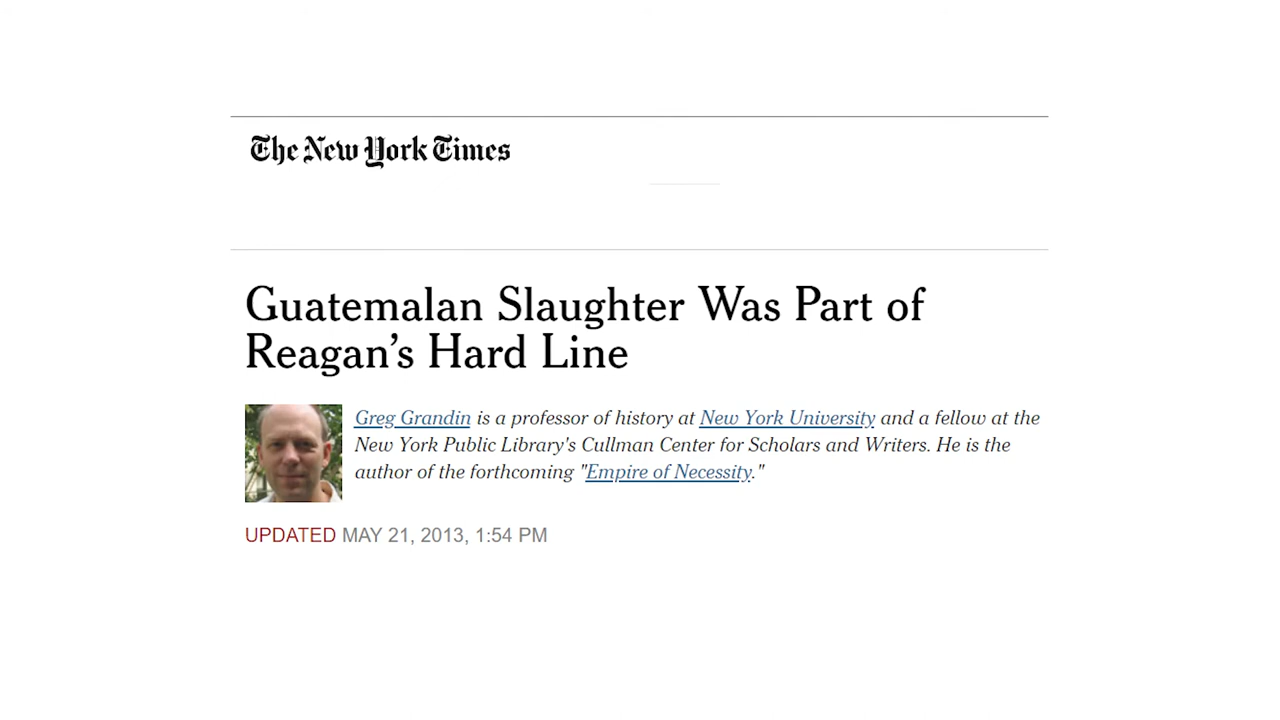 The New York Times
Guatemalan Slaughter Was Part of
Reagan’s Hard Line
Greg Grandin is a professor of history at New York University and a fellow at the
New York Public Library's Cullman Center for Scholars and Writers. He is the
author of the forthcoming "Empire of Necessity."
UPDATED MAY 21, 2013, 1:54 PM